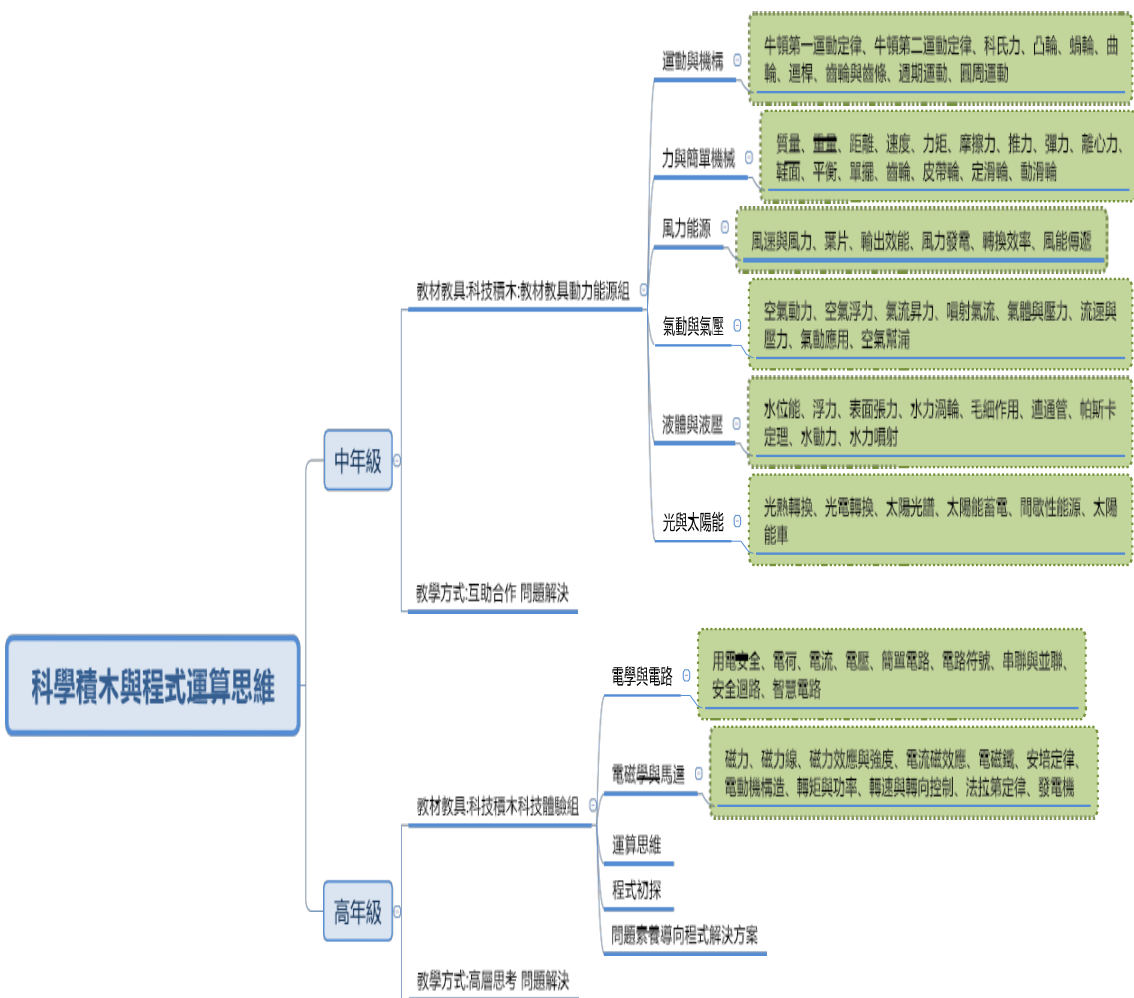 科學積木與程式運算思維
中年級
教材教具:科技積木:教材教具動力能源組
運動與機構
牛頓第一運動定律、牛頓第二運動定律、科氏力、凸輪、蝸輪、曲
輪、連桿、齒輪與齒條、週期運動、圓周運動
力與簡單機械
質量、重量、距離、速度、力矩、摩擦力、推力、彈力、離心力、
鞋面、平衡、單擺、齒輪、皮帶輪、定滑輪、動滑輪
風力能源
風速與風力、葉片、輸出效能、風力發電、轉換效率、風能傳遞
氣動與氣壓
空氣動力、空氣浮力、氣流昇力、噴射氣流、氣體與壓力、流速與
壓力、氣動應用、空氣幫浦
液體與液壓
水位能、浮力、表面張力、水力渦輪、毛細作用、連通管、帕斯卡
定理、水動力、水力噴射
光與太陽能
光熱轉換、光電轉換、太陽光譜、太陽能蓄電、間歇性能源、太陽
能車
教學方式:互助合作 問題解決
高年級
教材教具:科技積木科技體驗組
電學與電路
用電安全、電荷、電流、電壓、簡單電路、電路符號、串聯與並聯、
安全迴路、智慧電路
電磁學與馬達
磁力、磁力線、磁力效應與強度、電流磁效應、電磁鐵、安培定律、
電動機構造、轉矩與功率、轉速與轉向控制、法拉第定律、發電機
運算思維
程式初探
問題素養導向程式解決方案
教學方式:高層思考 問題解決